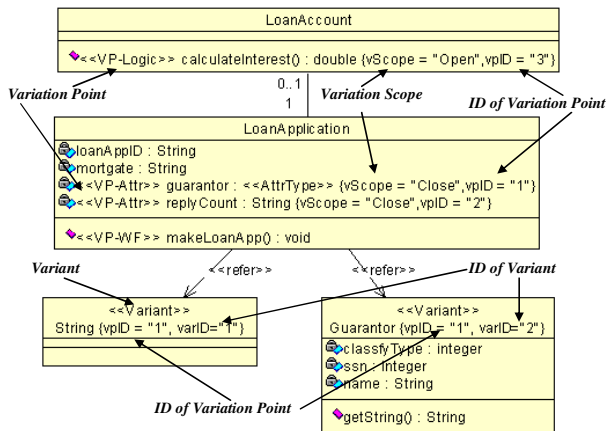 LoanAccount
<<VP-Logic>> calculateInterest() : double {vScope = "Open",vpID = "3"}
Variation Point
0..1
Variation Scope
1
ID of Variation Point
LoanApplication
loanAppID : String
mortgate : String
<<VP-Attr>> guarantor : <<AttrType>> {vScope = "Close",vpID = "1"}
<<VP-Attr>> replyCount : String {vScope = "Close",vpID = "2"}
<<VP-WF>> makeLoanApp() : void
Variant
<<refer>>
<<refer>>
ID of Variant
<<Variant>>
String {vpID = "1", varID="1"}
<<Variant>>
Guarantor {vpID = "1", varID="2"}
classfyType : integer
ssn : integer
name : String
ID of Variation Point
getString() : String